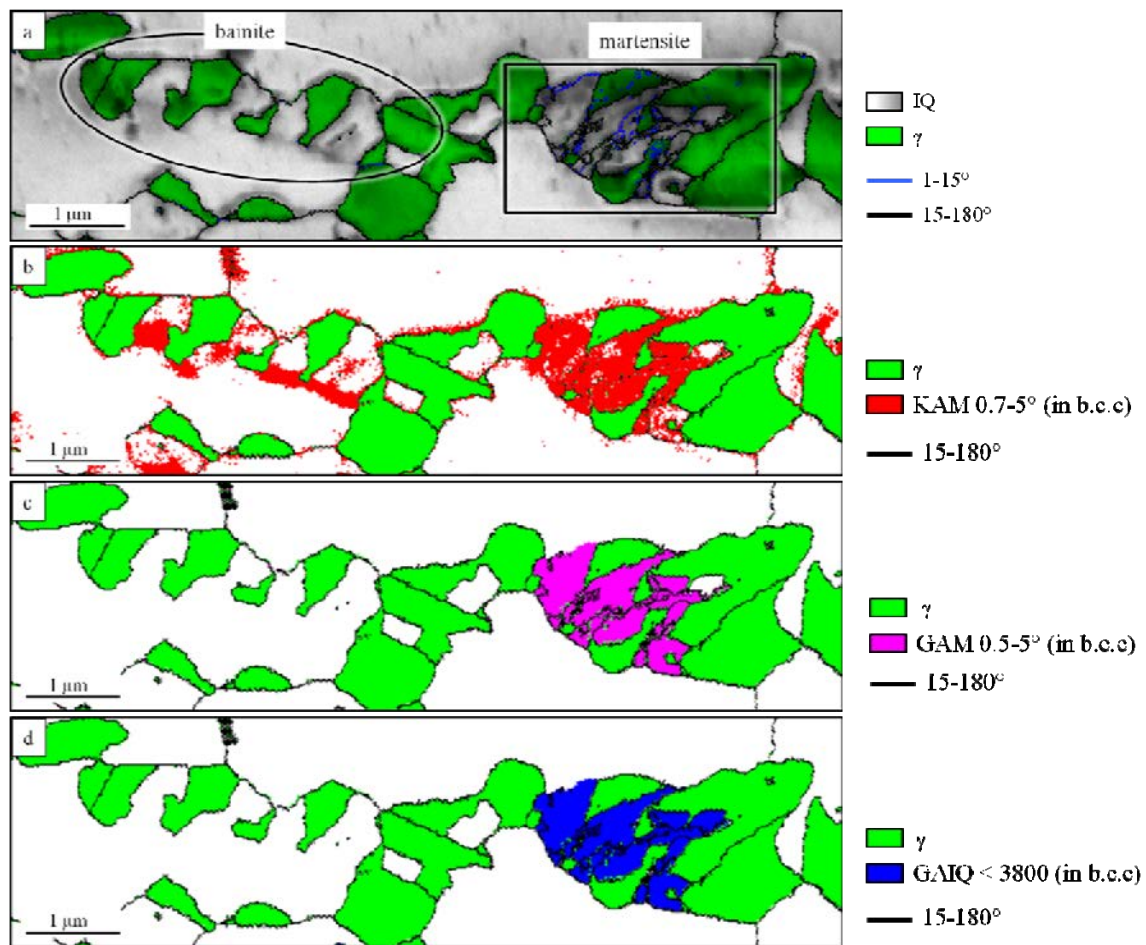 a
bainite
martensite
1 µm
IQ
γ
1-15°
15-180°
b
1 µm
γ
KAM 0.7-5° (in b.c.c)
15-180°
c
1 µm
γ
GAM 0.5-5° (in b.c.c)
15-180°
d
1 µm
γ
GAIQ < 3800 (in b.c.c)
15-180°